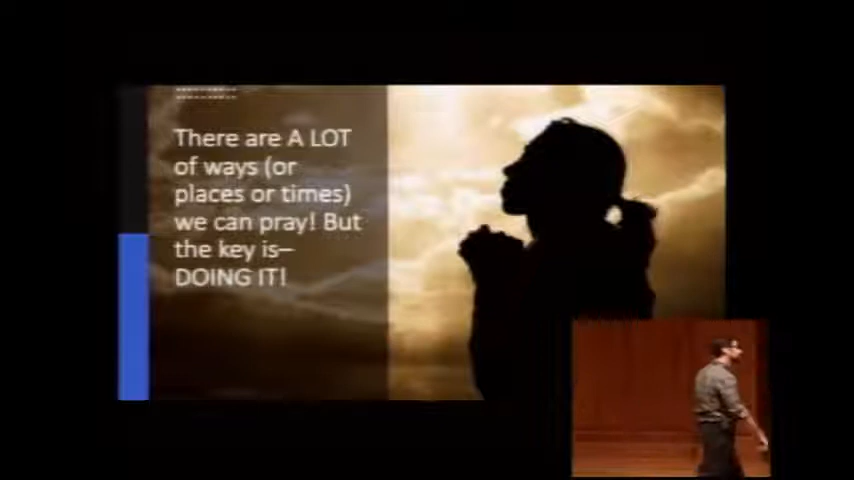 There are A LOT
of ways (or
places or times)
we can pray! But
the key is–
DOING IT!